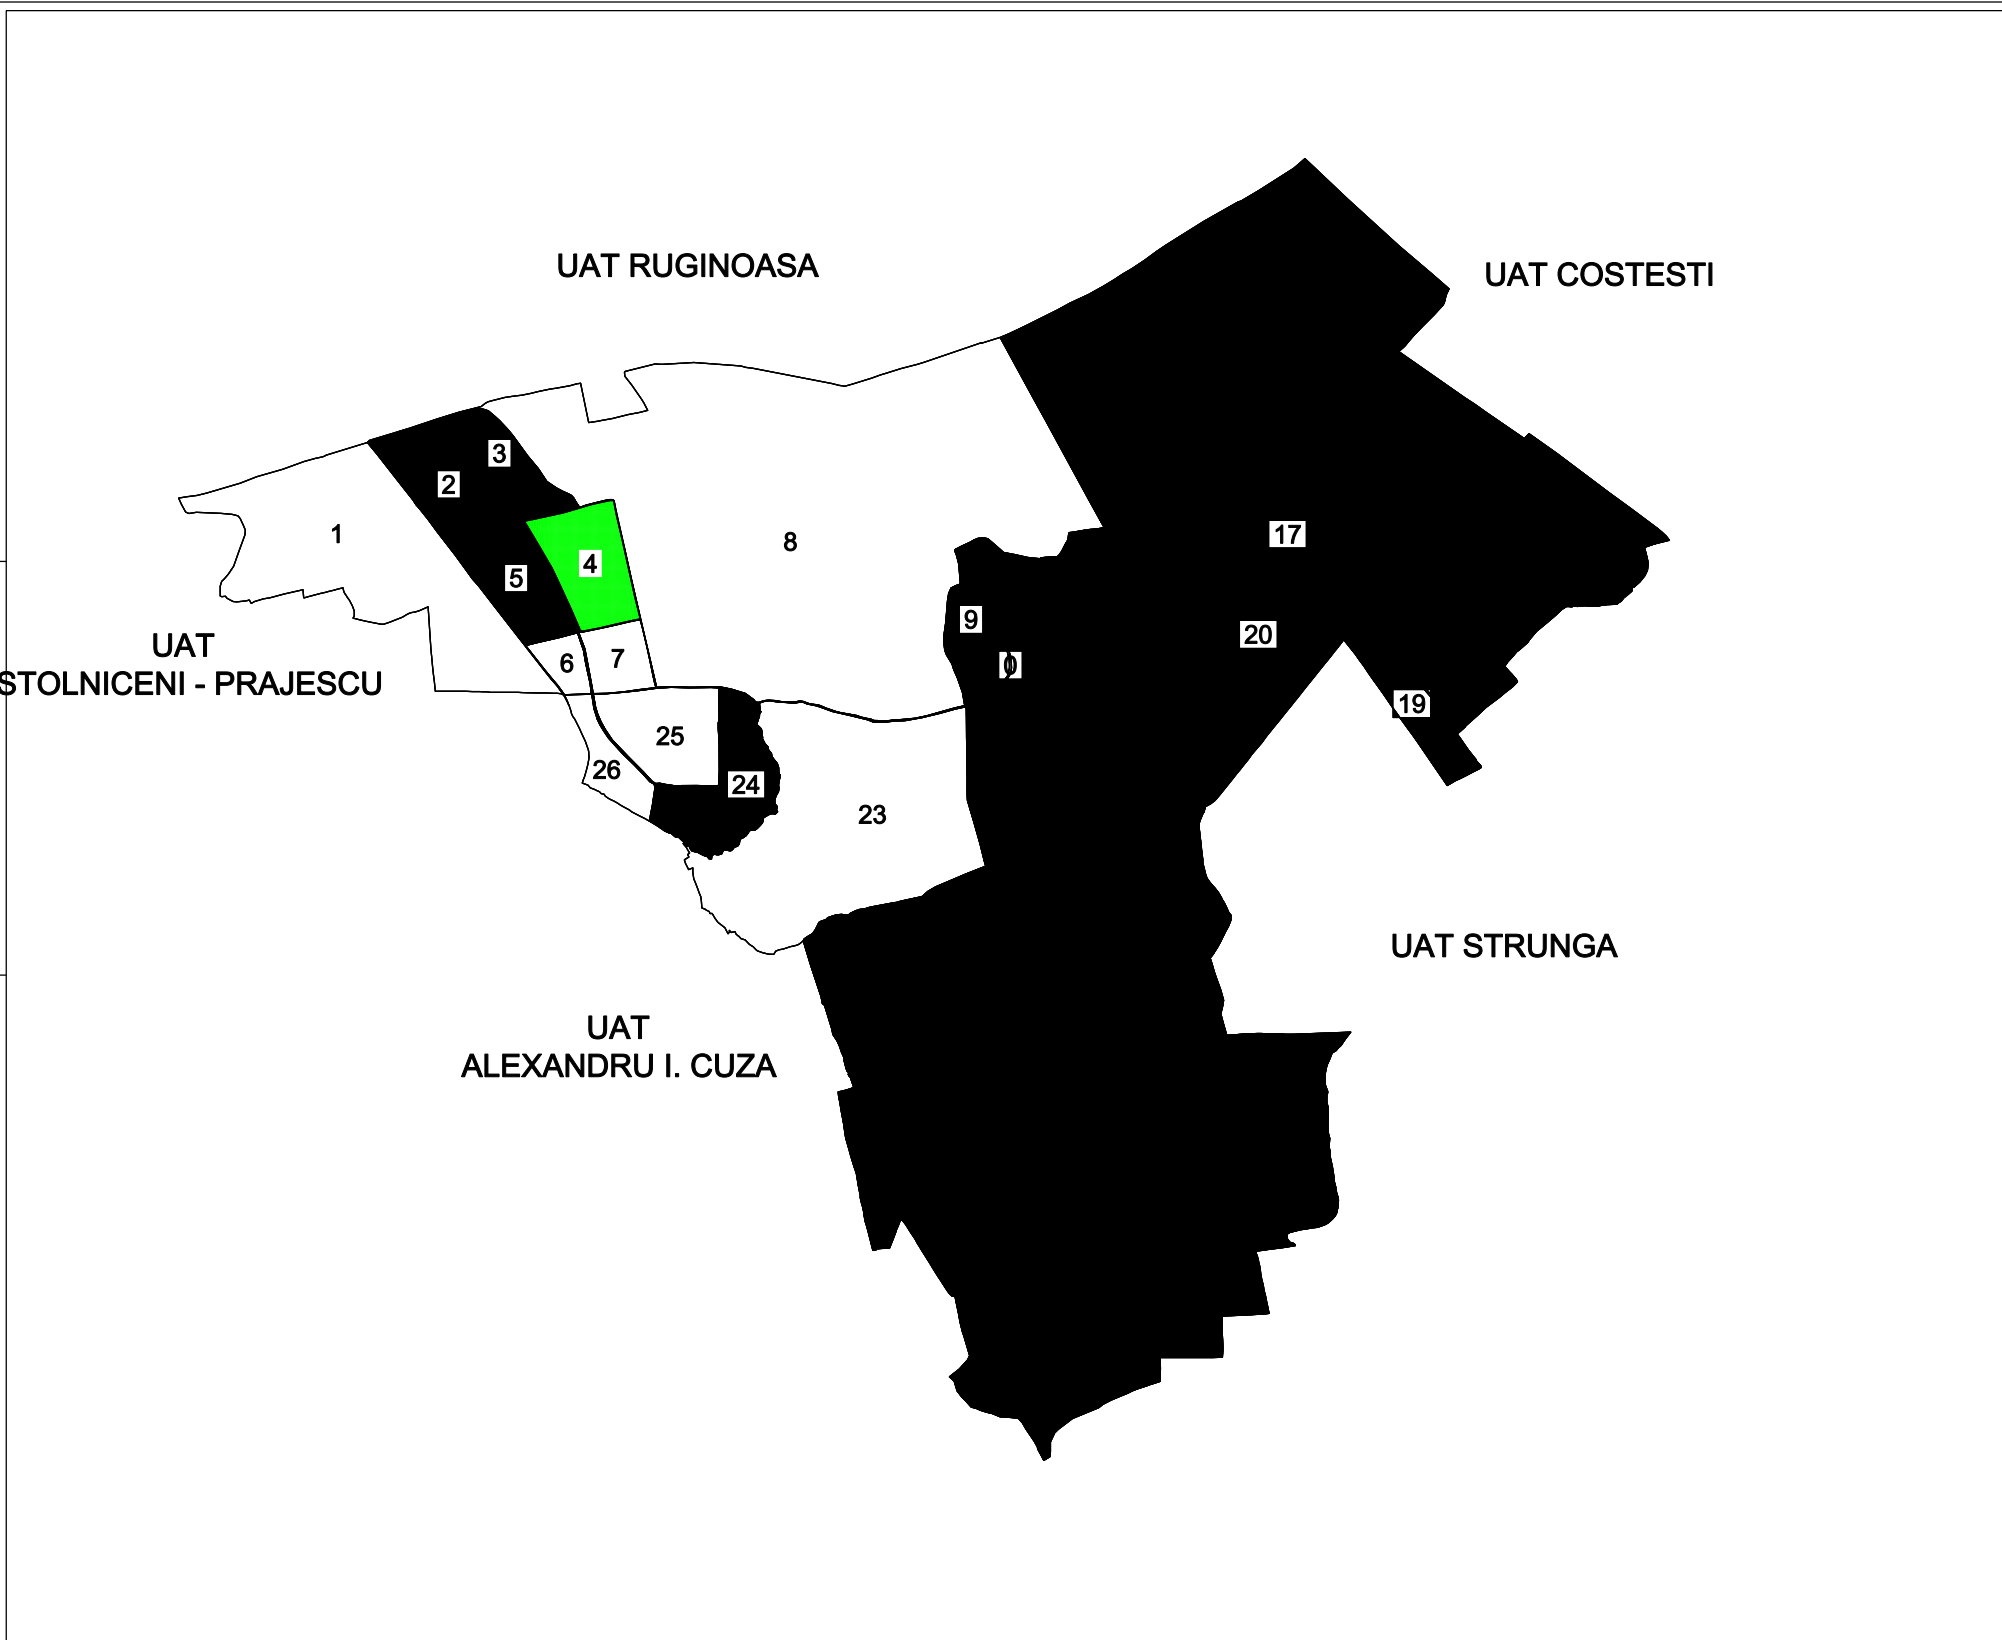 UAT RUGINOASA
UAT COSTESTI
3
2
1
17
8
4
5
9
20
UAT
STOLNICENI - PRAJESCU
6
7
0
19
25
26
24
23
UAT STRUNGA
UAT
ALEXANDRU I. CUZA